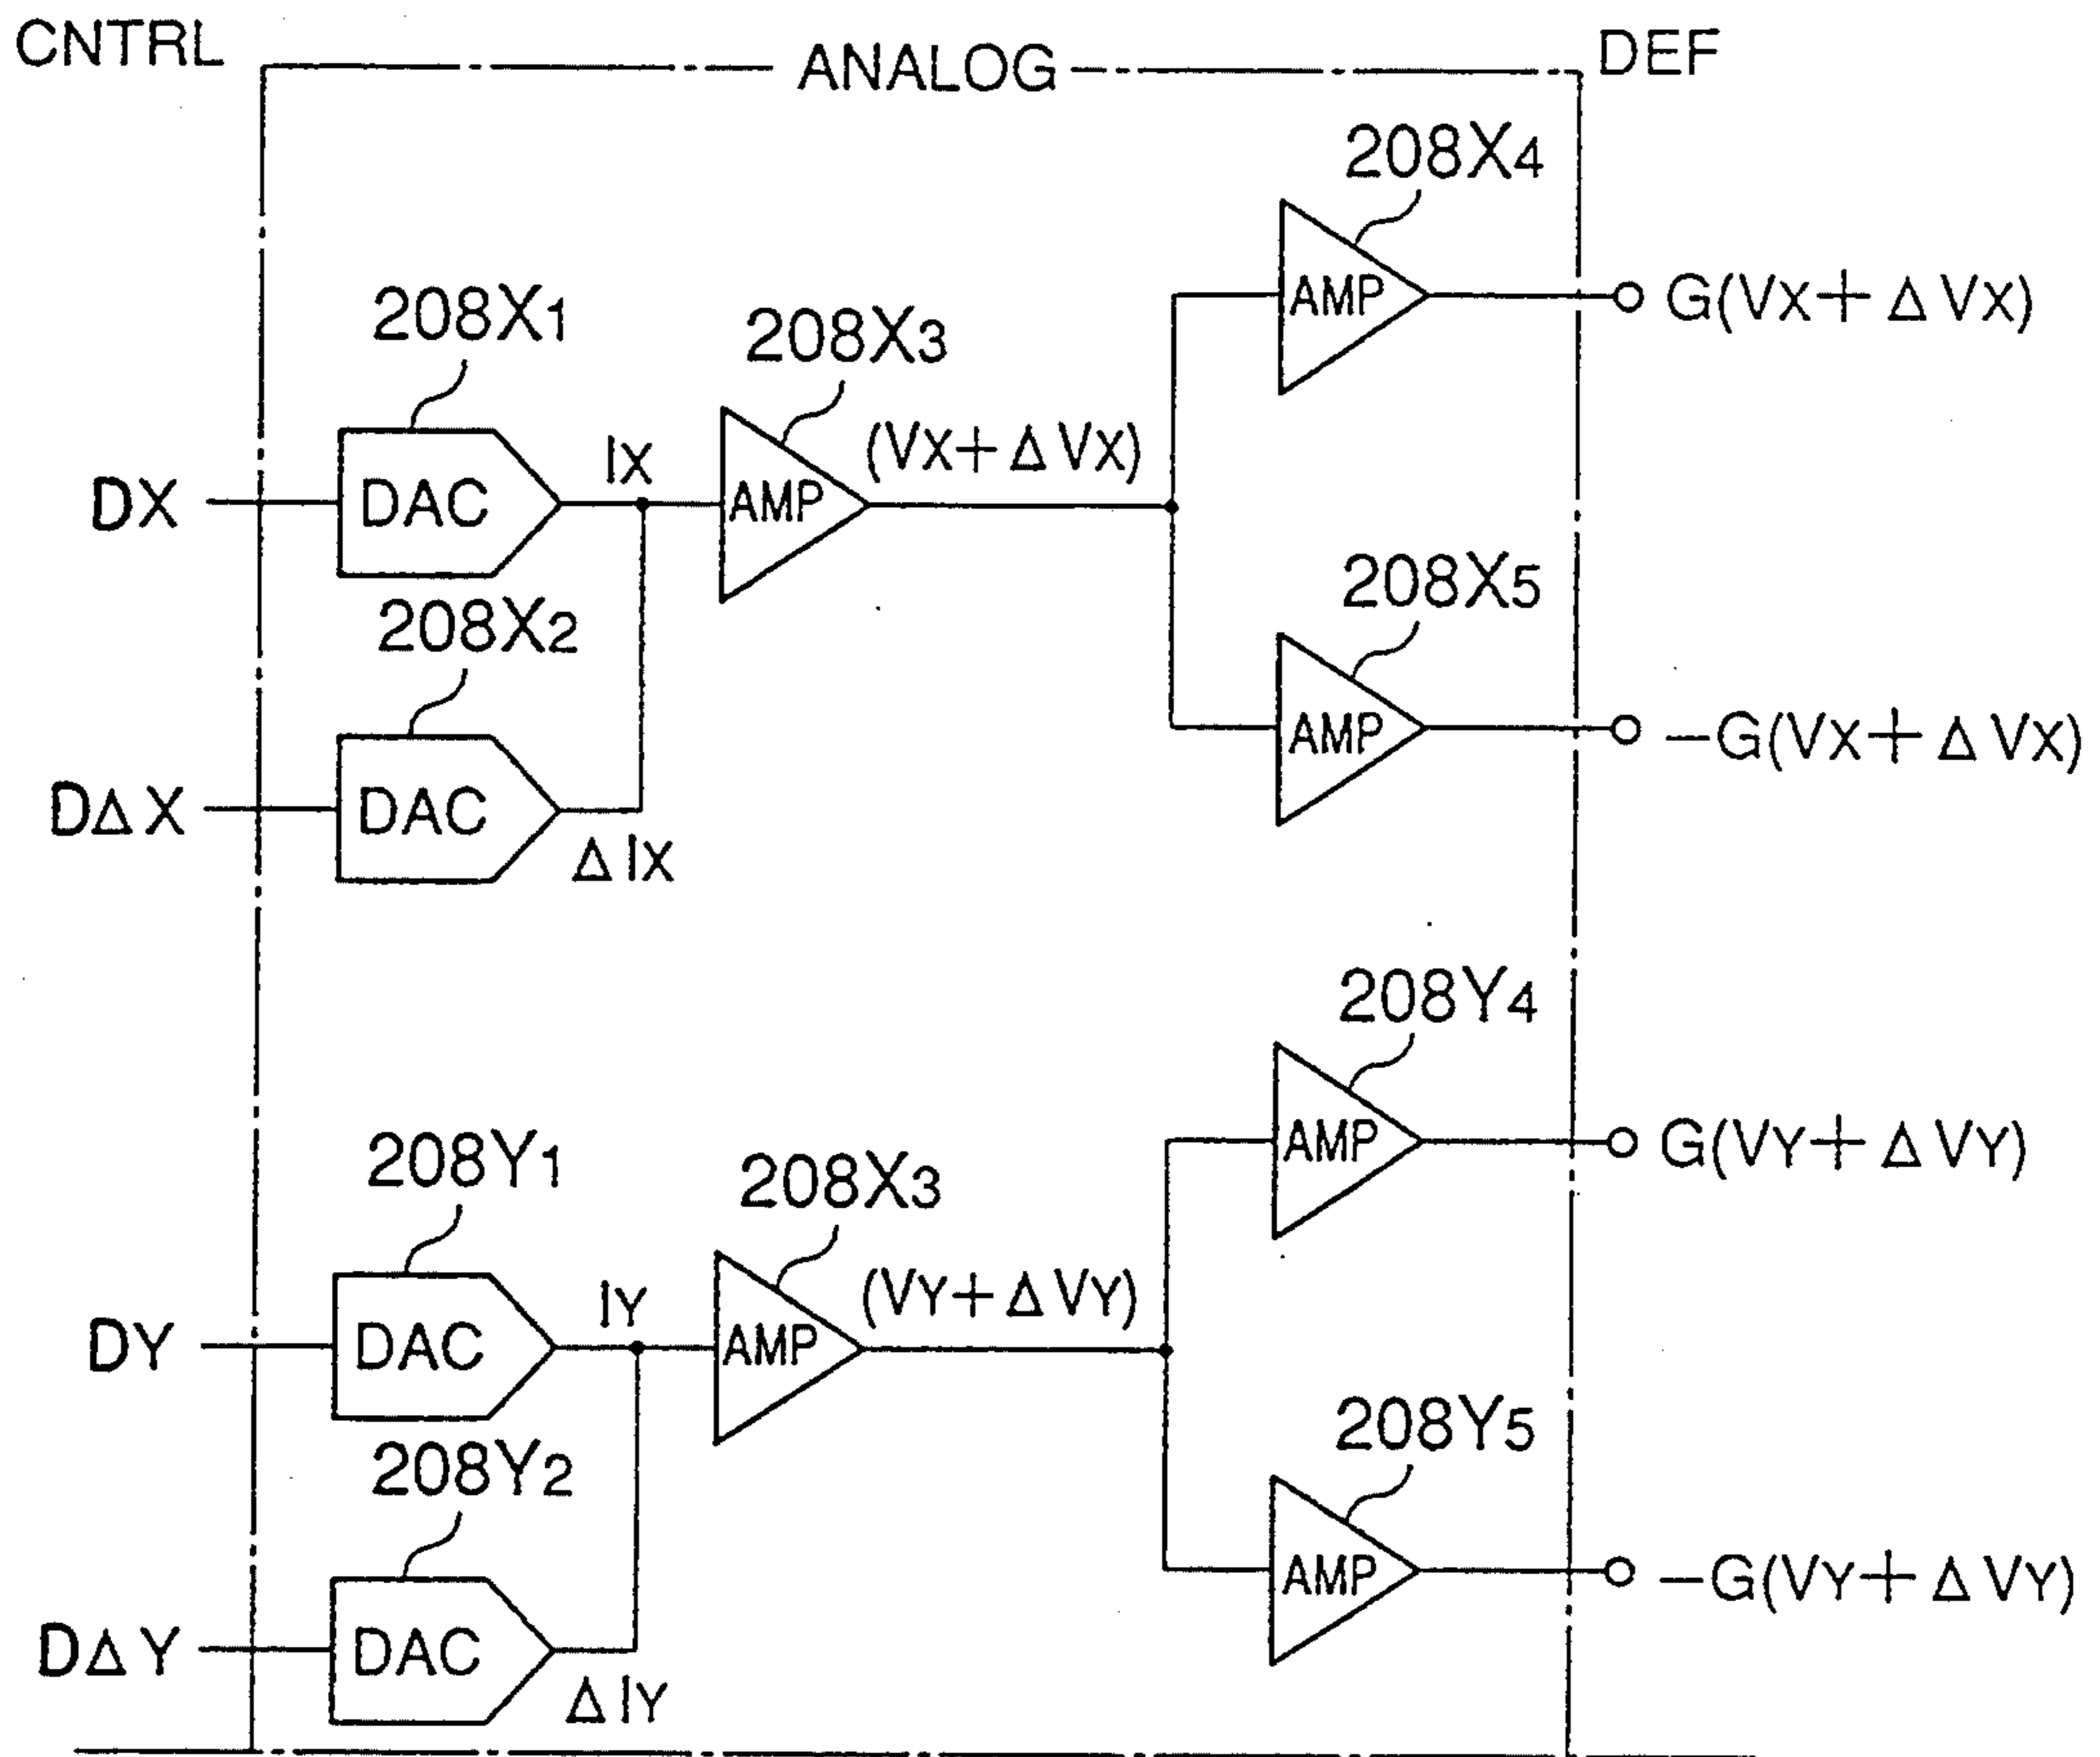 CNTRL
ANALOG
DEF
208X4
208X1
208X3
AMP
G(VX+ΔVX)
IX
(VX+ΔVX)
DX
DAC
AMP
208X5
208X2
AMP
−G(VX+ΔVX)
DΔX
DAC
ΔIX
208Y4
208Y1
208X3
AMP
G(VY+ΔVY)
IY
(VY+ΔVY)
DY
DAC
AMP
208Y5
208Y2
AMP
−G(VY+ΔVY)
DΔY
DAC
ΔIY